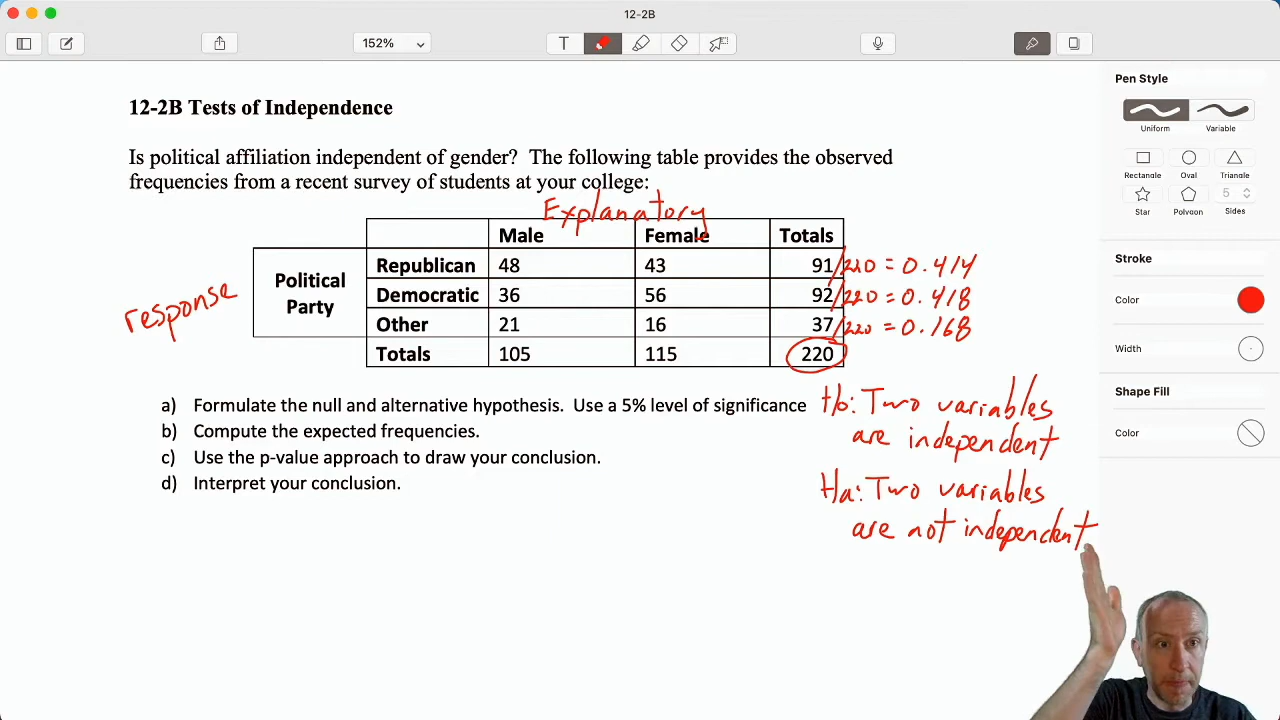 12-2B
152%
T
12-2B Tests of Independence
Pen Style
Uniform
Variable
Rectangle
Oval
Triangle
Star
Polygon
5
Sides
Stroke
Color
Width
Shape Fill
Color
Is political affiliation independent of gender? The following table provides the observed
frequencies from a recent survey of students at your college:
Explanatory
Male Female Totals
response
Political
Party
Republican 48 43 91/220 = 0.414
Democratic 36 56 92/220 = 0.418
Other 21 16 37/220 = 0.168
Totals 105 115 220
a) Formulate the null and alternative hypothesis. Use a 5% level of significance
b) Compute the expected frequencies.
c) Use the p-value approach to draw your conclusion.
d) Interpret your conclusion.
Ho: Two variables
are independent
Ha: Two variables
are not independent